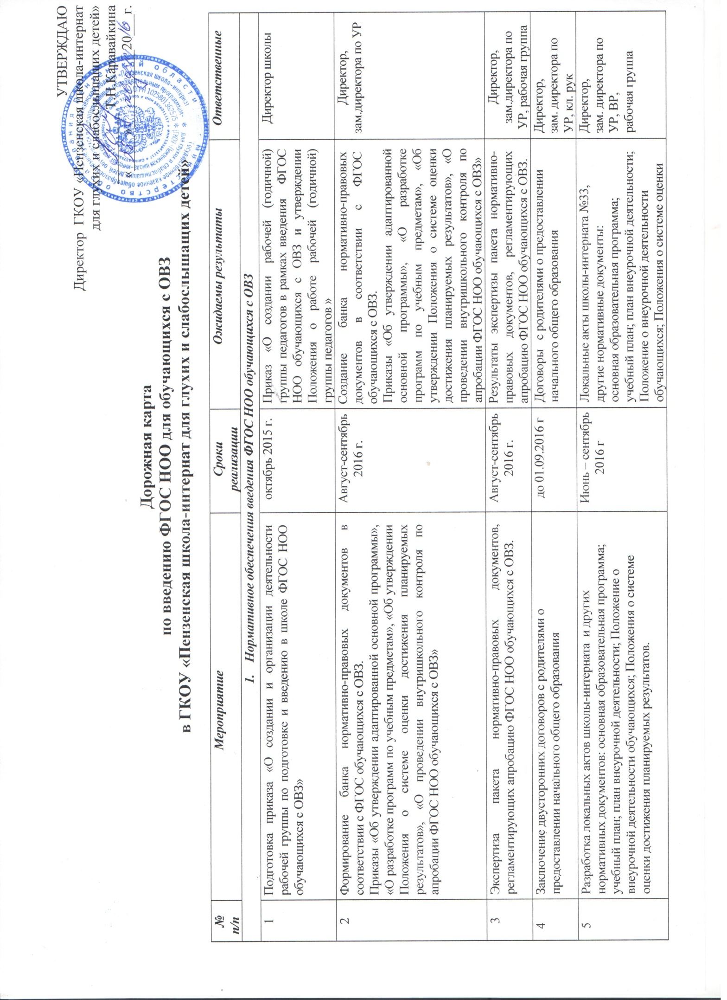 УТВЕРЖДАЮ
Директор ГКОУ «Пензенская школа-интернат
для глухих и слабослышащих детей»
Т.Н.Каравайкина
« » 2016 г.
Дорожная карта
по введению ФГОС НОО для обучающихся с ОВЗ
в ГКОУ «Пензенская школа-интернат для глухих и слабослышащих детей»
№
п/п
Мероприятие
Сроки
реализации
Ожидаемы результаты
Ответственные
1. Нормативное обеспечения введения ФГОС НОО обучающихся с ОВЗ
1
Подготовка приказа «О создании и организации деятельности
рабочей группы по подготовке и введению в школе ФГОС НОО
обучающихся с ОВЗ»
октябрь 2015 г.
Приказ «О создании рабочей (годичной)
группы педагогов в рамках введения ФГОС
НОО обучающихся с ОВЗ и утверждении
Положения о работе рабочей (годичной)
группы педагогов »
Директор школы
2
Формирование банка нормативно-правовых документов в
соответствии с ФГОС обучающихся с ОВЗ.
Приказы «Об утверждении адаптированной основной программы»,
«О разработке программ по учебным предметам», «Об утверждении
Положения о системе оценки достижения планируемых
результатов», «О проведении внутришкольного контроля по
апробации ФГОС НОО обучающихся с ОВЗ»
Август-сентябрь
2016 г.
Создание банка нормативно-правовых
документов в соответствии с ФГОС
обучающихся с ОВЗ.
Приказы «Об утверждении адаптированной
основной программы», «О разработке
программ по учебным предметам», «Об
утверждении Положения о системе оценки
достижения планируемых результатов», «О
проведении внутришкольного контроля по
апробации ФГОС НОО обучающихся с ОВЗ»
Директор,
зам.директора по УР
3
Экспертиза пакета нормативно-правовых документов,
регламентирующих апробацию ФГОС НОО обучающихся с ОВЗ.
Август-сентябрь
2016 г.
Результаты экспертизы пакета нормативно-
правовых документов, регламентирующих
апробацию ФГОС НОО обучающихся с ОВЗ.
Директор,
зам.директора по
УР, рабочая группа
4
Заключение двусторонних договоров с родителями о
предоставлении начального общего образования
до 01.09.2016 г
Договоры с родителями о предоставлении
начального общего образования
Директор,
зам. директора по
УР, кл. рук
5
Разработка локальных актов школы-интерната и других
нормативных документов: основная образовательная программа;
учебный план; план внеурочной деятельности; Положение о
внеурочной деятельности обучающихся; Положения о системе
оценки достижения планируемых результатов.
Июнь – сентябрь
2016 г
Локальные акты школы-интерната №33,
другие нормативные документы:
основная образовательная программа;
учебный план; план внеурочной деятельности;
Положение о внеурочной деятельности
обучающихся; Положения о системе оценки
Директор,
зам. директора по
УР, ВР,
рабочая группа